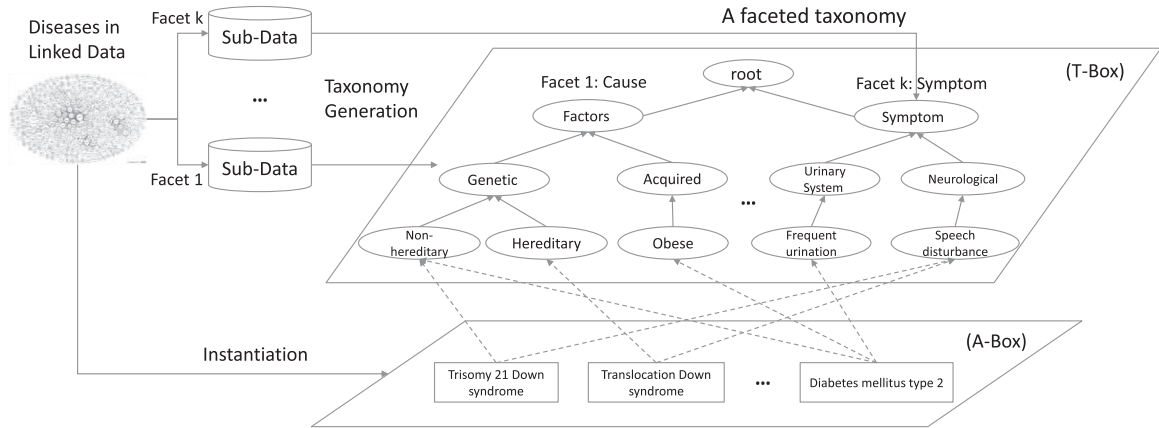 Diseases in
Linked Data
Facet k
Sub-Data
...
Facet 1
Sub-Data
Taxonomy
Generation
A faceted taxonomy
(T-Box)
root
Facet 1: Cause
Facet k: Symptom
Factors
Symptom
Genetic
Acquired
...
Urinary
System
Neurological
Non-
hereditary
Hereditary
Obese
Frequent
urination
Speech
disturbance
Instantiation
(A-Box)
Trisomy 21 Down
syndrome
Translocation Down
syndrome
...
Diabetes mellitus type 2